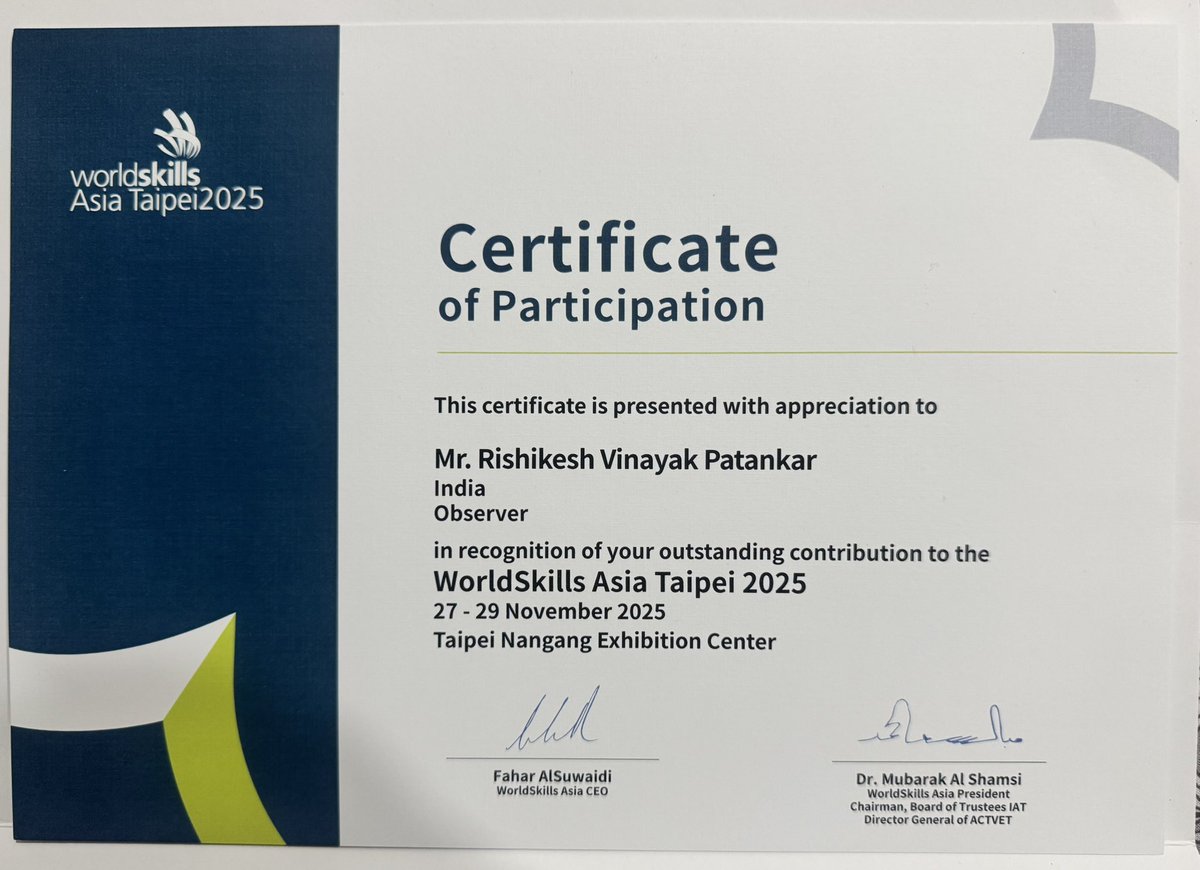 worldskills
Asia Taipei2025
Certificate
of Participation
This certificate is presented with appreciation to
Mr. Rishikesh Vinayak Patankar
India
Observer
in recognition of your outstanding contribution to the
WorldSkills Asia Taipei 2025
27 - 29 November 2025
Taipei Nangang Exhibition Center
Fahar AlSuwaidi
WorldSkills Asia CEO
Dr. Mubarak Al Shamsi
WorldSkills Asia President
Chairman, Board of Trustees IAT
Director General of ACTVET